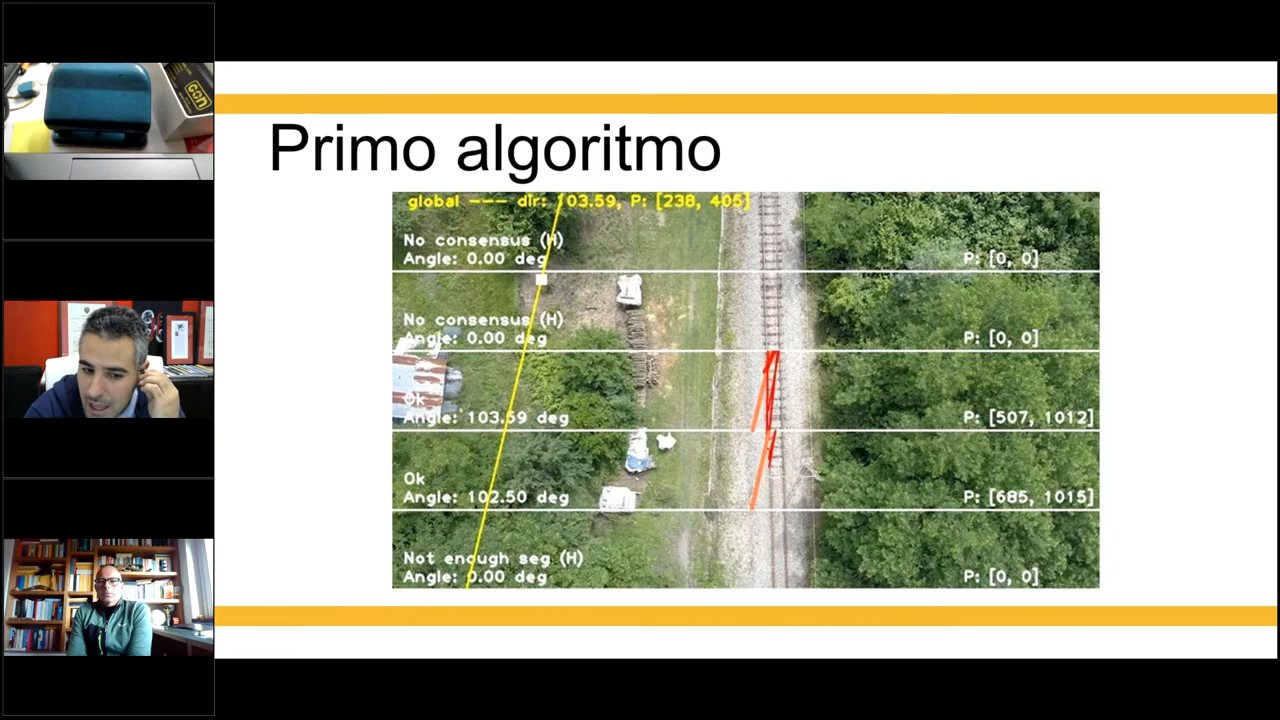 Primo algoritmo
global --- dir: 103.59, P: [238, 405]
No consensus (H)
Angle: 0.00 deg P: [0, 0]
No consensus (H)
Angle: 0.00 deg P: [0, 0]
Ok
Angle: 103.59 deg P: [507, 1012]
Ok
Angle: 102.50 deg P: [685, 1015]
Not enough seg (H)
Angle: 0.00 deg P: [0, 0]